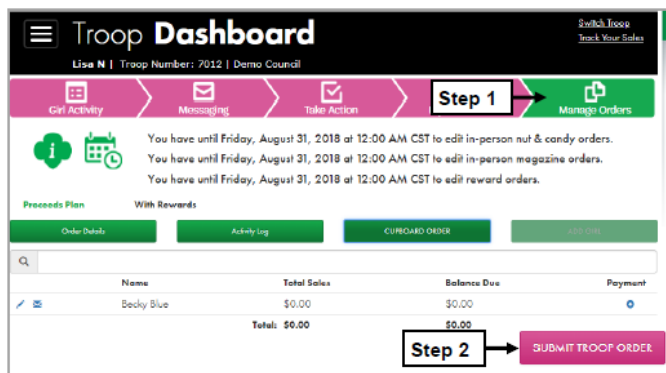 Troop Dashboard
Switch Troop
Track Your Sales
Lisa N | Troop Number: 7012 | Demo Council
Girl Activity
Messaging
Take Action
Step 1
Manage Orders
You have until Friday, August 31, 2018 at 12:00 AM CST to edit in-person nut & candy orders.
You have until Friday, August 31, 2018 at 12:00 AM CST to edit in-person magazine orders.
You have until Friday, August 31, 2018 at 12:00 AM CST to edit reward orders.
Proceeds Plan
With Rewards
Order Details
Activity Log
CUPBOARD ORDER
ADD GIRL
Name Total Sales Balance Due Payment
Becky Blue $0.00 $0.00
Total: $0.00 $0.00
Step 2
SUBMIT TROOP ORDER